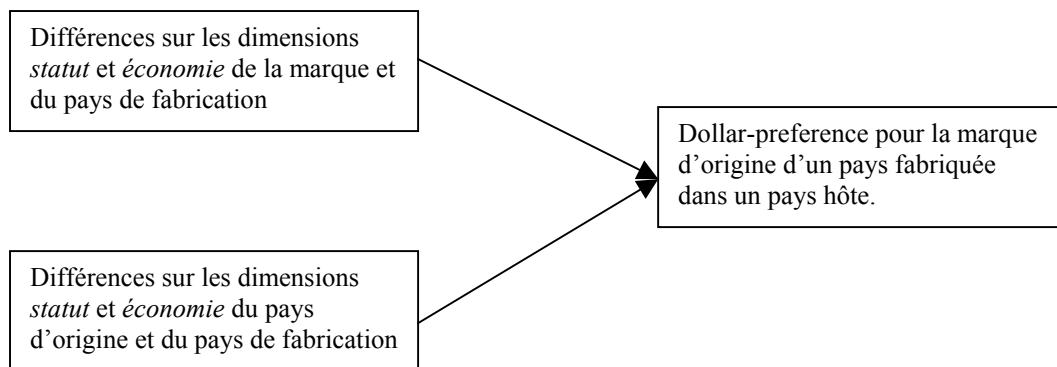 Différences sur les dimensions
statut et économie de la marque et
du pays de fabrication
Dollar-preference pour la marque
d’origine d’un pays fabriquée
dans un pays hôte.
Différences sur les dimensions
statut et économie du pays
d’origine et du pays de fabrication